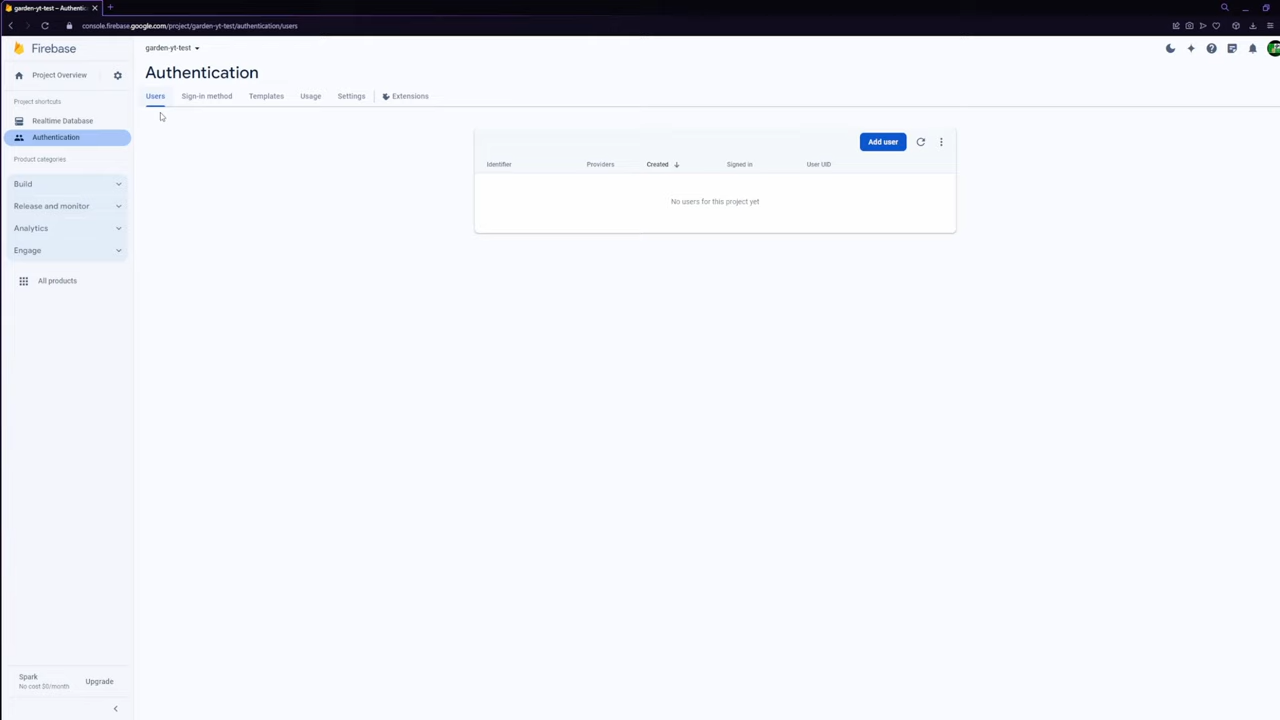 garden-yt-test – Authentic
console.firebase.google.com/project/garden-yt-test/authentication/users
Firebase
garden-yt-test
Project Overview
Authentication
Users
Sign-in method
Templates
Usage
Settings
Extensions
Project shortcuts
Realtime Database
Authentication
Product categories
Build
Release and monitor
Analytics
Engage
All products
Add user
Identifier
Providers
Created
Signed in
User UID
No users for this project yet
Spark
No cost $0/month
Upgrade